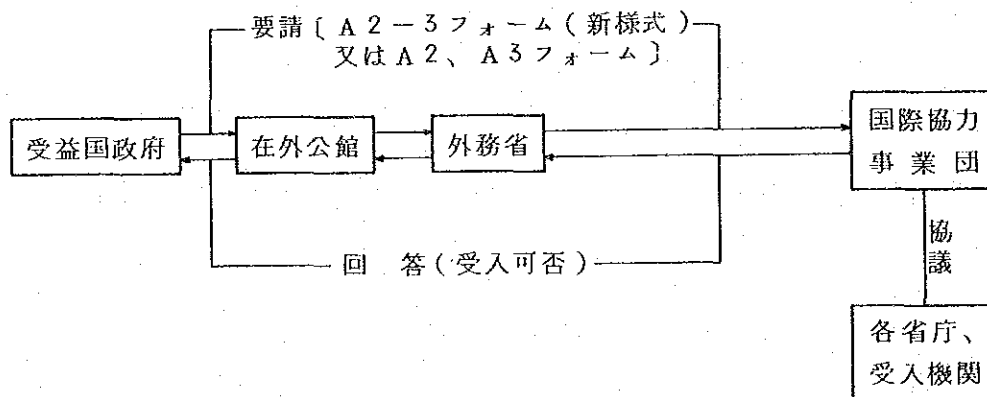 要請〔A2-3フォーム(新様式)
又はA2、A3フォーム〕
受益国政府
在外公館
外務省
国際協力
事業団
回 答(受入可否)
協議
各省庁、
受入機関